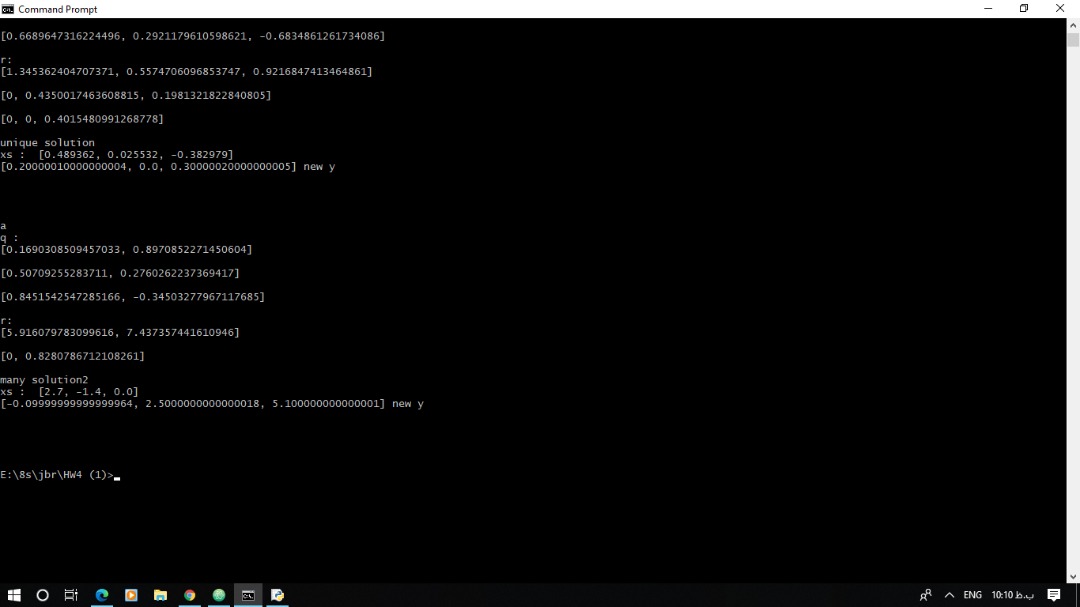 Command Prompt
[0.6689647316224496, 0.2921179610598621, -0.6834861261734086]
r:
[1.345362404707371, 0.5574706096853747, 0.9216847413464861]
[0, 0.4350017463608815, 0.1981321822840805]
[0, 0, 0.4015480991268778]
unique solution
xs :  [0.489362, 0.025532, -0.382979]
[0.20000010000000004, 0.0, 0.30000020000000005] new y
a
q :
[0.1690308509457033, 0.8970852271450604]
[0.50709255283711, 0.2760262237369417]
[0.8451542547285166, -0.34503277967117685]
r:
[5.916079783099616, 7.437357441610946]
[0, 0.8280786712108261]
many solution2
xs :  [2.7, -1.4, 0.0]
[-0.09999999999999964, 2.5000000000000018, 5.100000000000001] new y
E:\8s\jbr\HW4 (1)>
ENG
10:10 ب.ظ